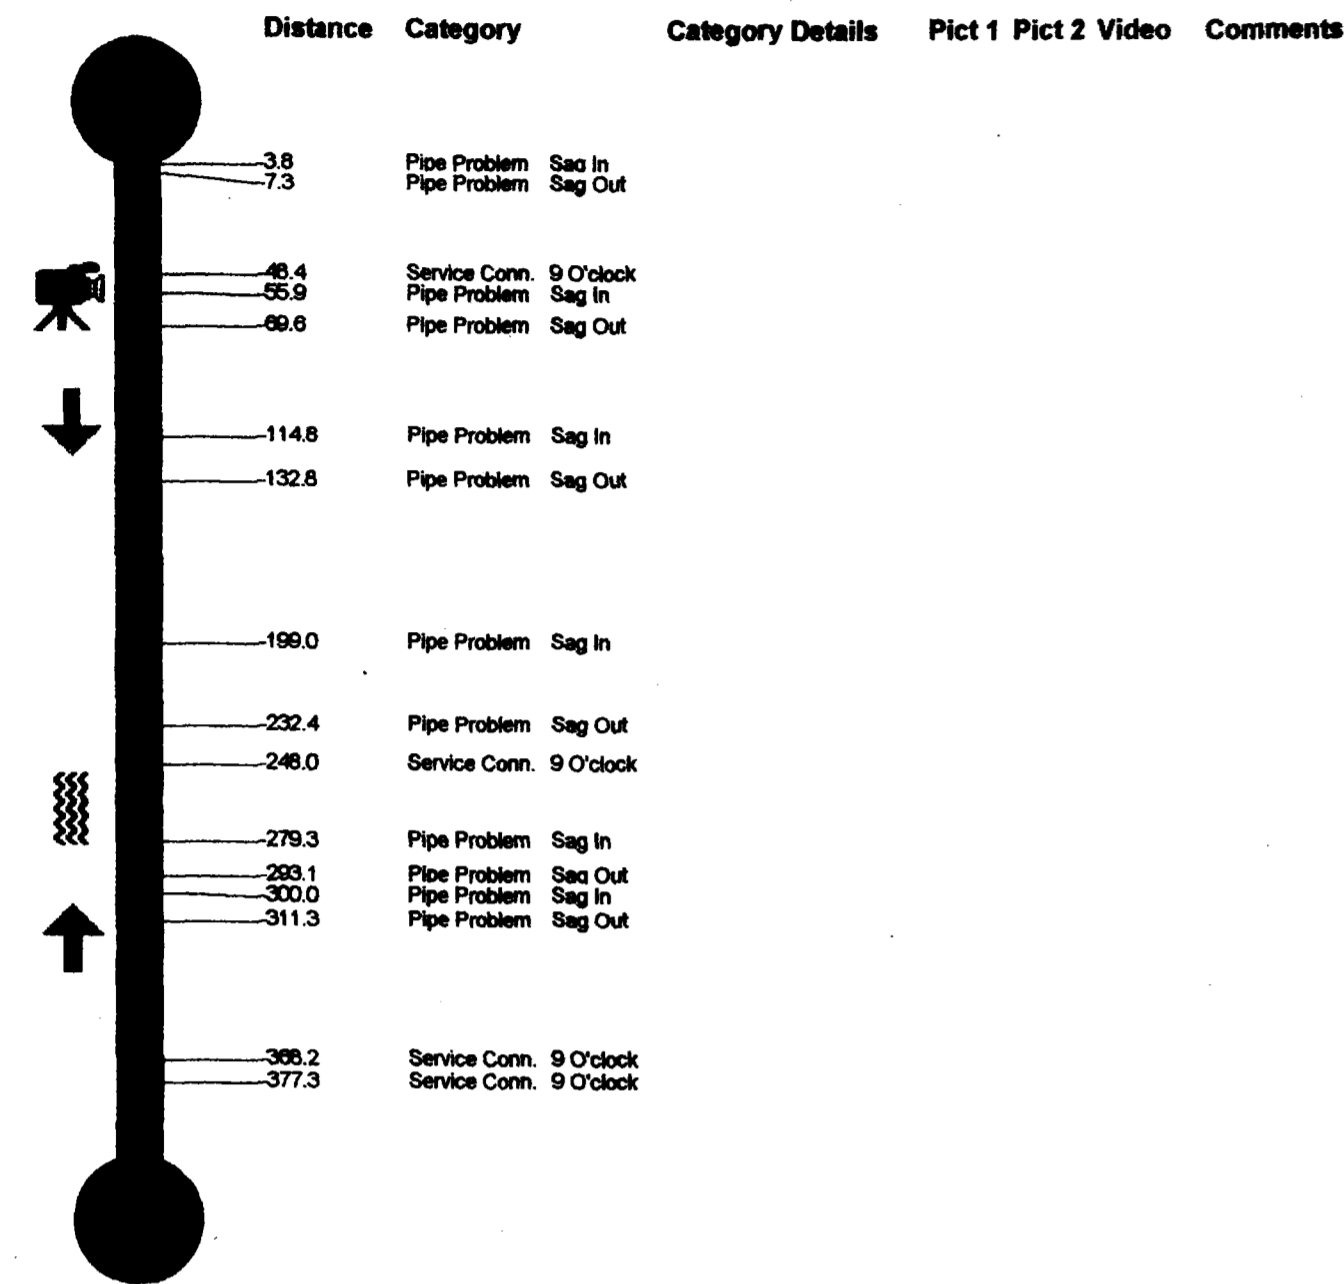 Distance Category Category Details Pict 1 Pict 2 Video Comments
3.8 Pipe Problem Sag In
7.3 Pipe Problem Sag Out
48.4 Service Conn. 9 O'clock
55.9 Pipe Problem Sag In
69.6 Pipe Problem Sag Out
114.8 Pipe Problem Sag In
132.8 Pipe Problem Sag Out
199.0 Pipe Problem Sag In
232.4 Pipe Problem Sag Out
248.0 Service Conn. 9 O'clock
279.3 Pipe Problem Sag In
293.1 Pipe Problem Sag Out
300.0 Pipe Problem Sag In
311.3 Pipe Problem Sag Out
368.2 Service Conn. 9 O'clock
377.3 Service Conn. 9 O'clock